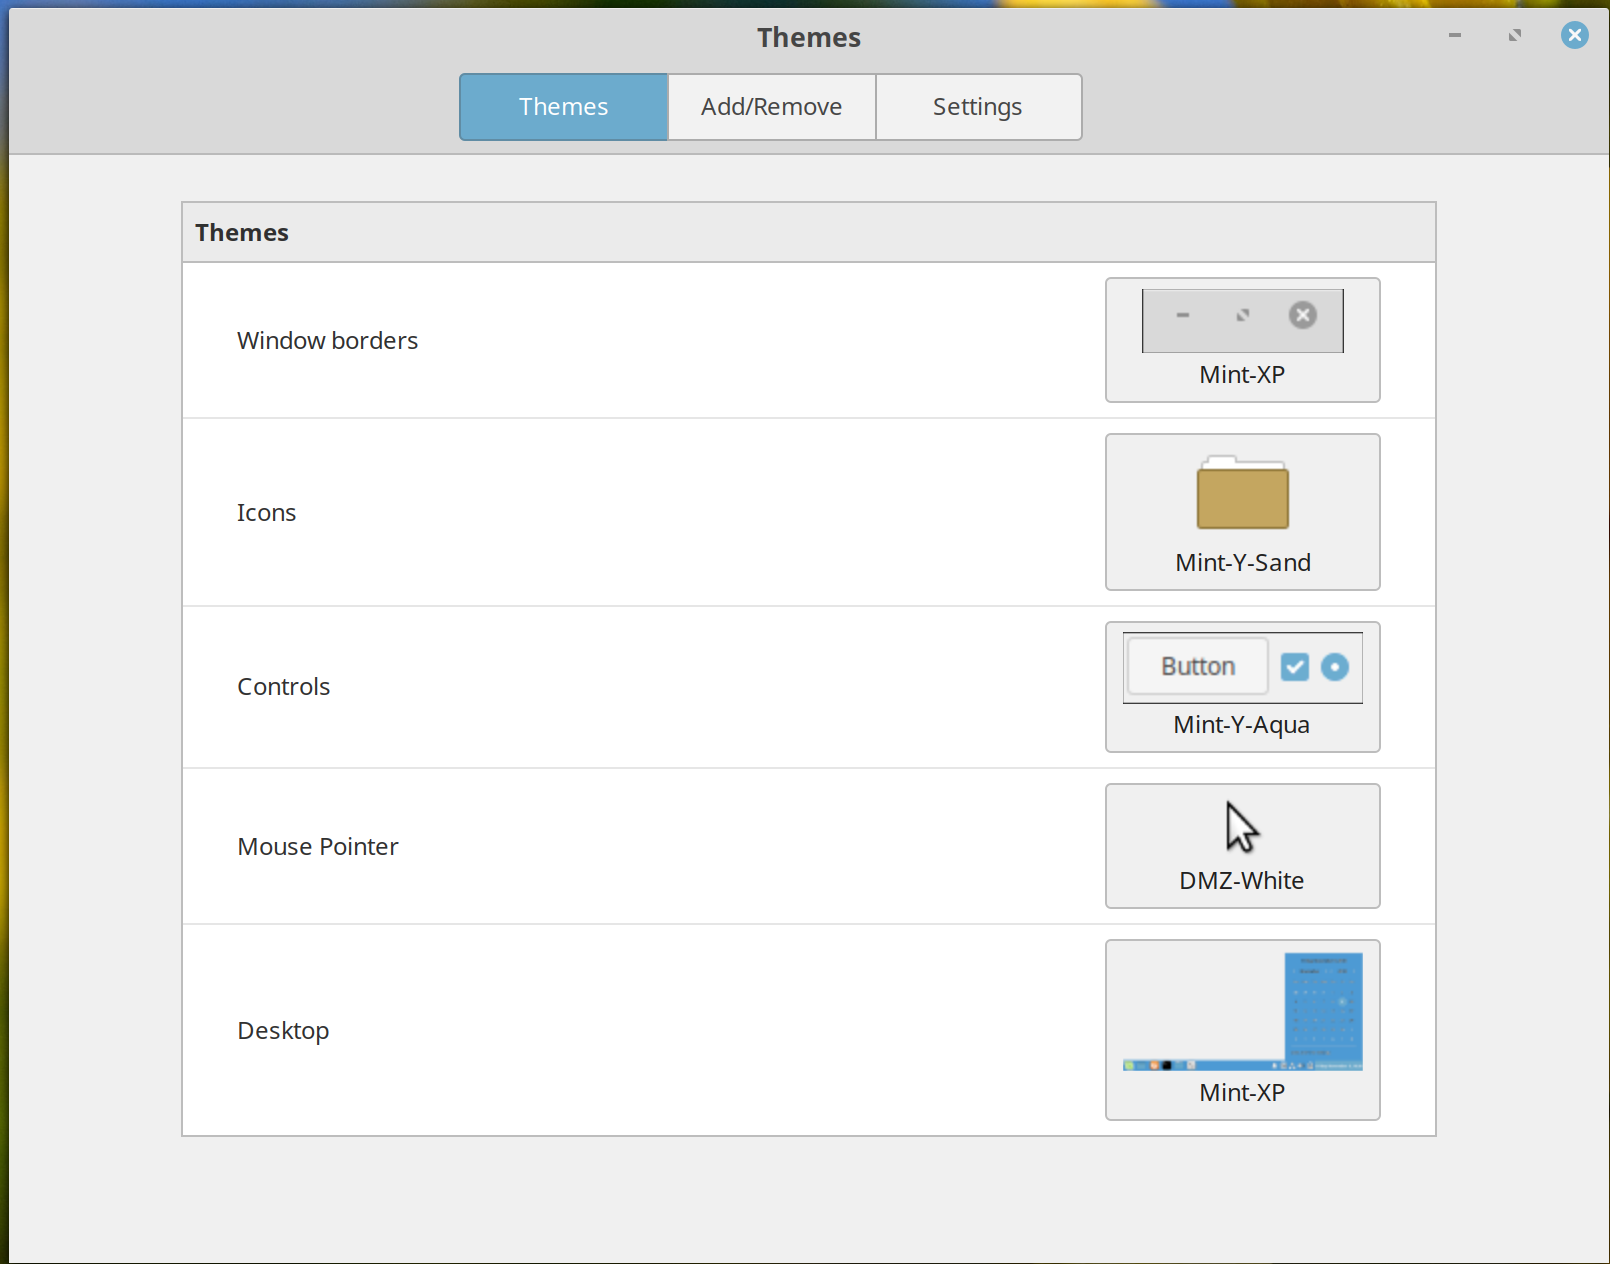 Themes
Themes
Add/Remove
Settings
Themes
Window borders
Mint-XP
Icons
Mint-Y-Sand
Controls
Button
Mint-Y-Aqua
Mouse Pointer
DMZ-White
Desktop
Mint-XP